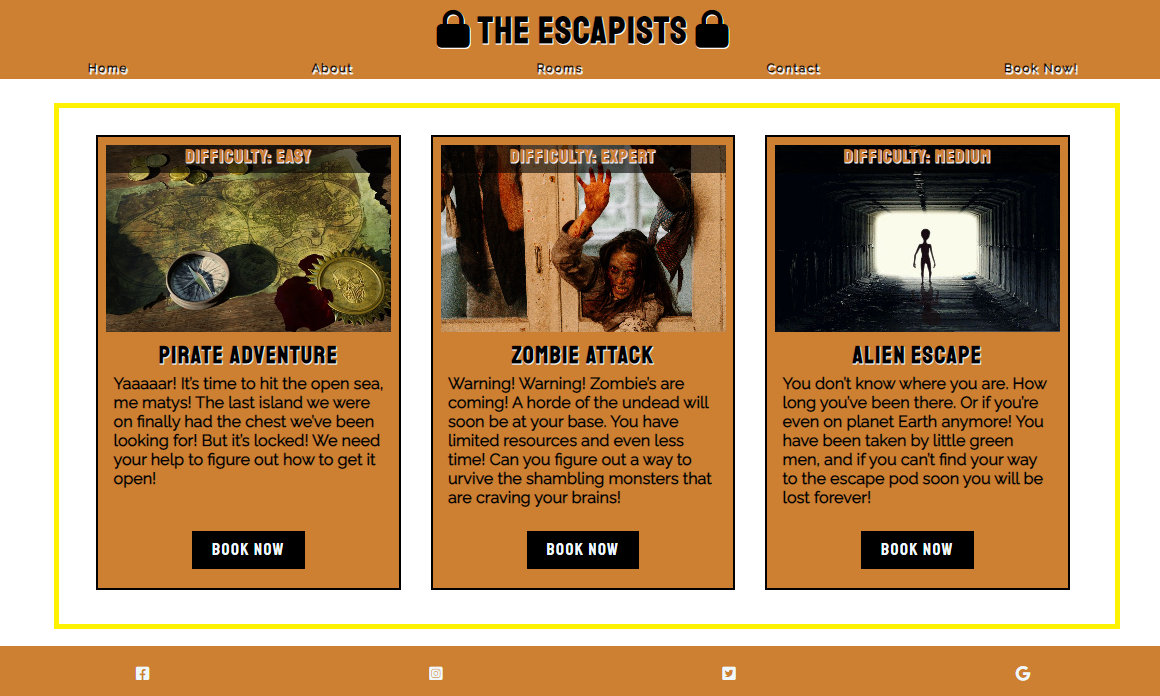 THE ESCAPISTS
Home About Rooms Contact Book Now!
DIFFICULTY: EASY
PIRATE ADVENTURE
Yaaaaar! It's time to hit the open sea,
me matys! The last island we were
on finally had the chest we've been
looking for! But it's locked! We need
your help to figure out how to get it
open!
BOOK NOW
DIFFICULTY: EXPERT
ZOMBIE ATTACK
Warning! Warning! Zombie's are
coming! A horde of the undead will
soon be at your base. You have
limited resources and even less
time! Can you figure out a way to
urvive the shambling monsters that
are craving your brains!
BOOK NOW
DIFFICULTY: MEDIUM
ALIEN ESCAPE
You don't know where you are. How
long you've been there. Or if you're
even on planet Earth anymore! You
have been taken by little green
men, and if you can't find your way
to the escape pod soon you will be
lost forever!
BOOK NOW